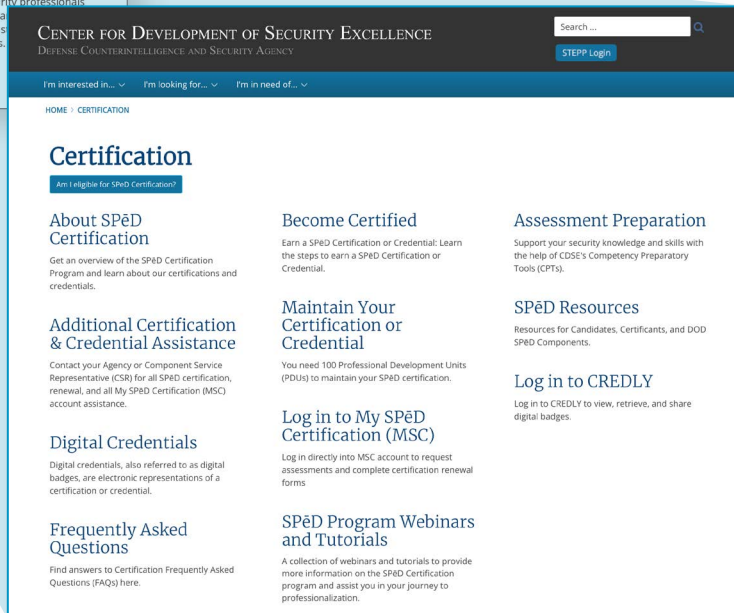 rity professionals
CENTER FOR DEVELOPMENT OF SECURITY EXCELLENCE
DEFENSE COUNTERINTELLIGENCE AND SECURITY AGENCY
Search ...
STEPP Login
I'm interested in...
I'm looking for...
I'm in need of...
HOME › CERTIFICATION
Certification
Am I eligible for SPeD Certification?
About SPēD
Certification
Get an overview of the SPēD Certification
Program and learn about our certifications and
credentials.
Additional Certification
& Credential Assistance
Contact your Agency or Component Service
Representative (CSR) for all SPēD certification,
renewal, and all My SPēD Certification (MSC)
account assistance.
Digital Credentials
Digital credentials, also referred to as digital
badges, are electronic representations of a
certification or credential.
Frequently Asked
Questions
Find answers to Certification Frequently Asked
Questions (FAQs) here.
Become Certified
Earn a SPēD Certification or Credential: Learn
the steps to earn a SPēD Certification or
Credential.
Maintain Your
Certification or
Credential
You need 100 Professional Development Units
(PDUs) to maintain your SPēD certification.
Log in to My SPēD
Certification (MSC)
Log in directly into MSC account to request
assessments and complete certification renewal
forms
SPēD Program Webinars
and Tutorials
A collection of webinars and tutorials to provide
more information on the SPēD Certification
program and assist you in your journey to
professionalization.
Assessment Preparation
Support your security knowledge and skills with
the help of CDSE's Competency Preparatory
Tools (CPTs).
SPēD Resources
Resources for Candidates, Certificants, and DOD
SPēD Components.
Log in to CREDLY
Log in to CREDLY to view, retrieve, and share
digital badges.